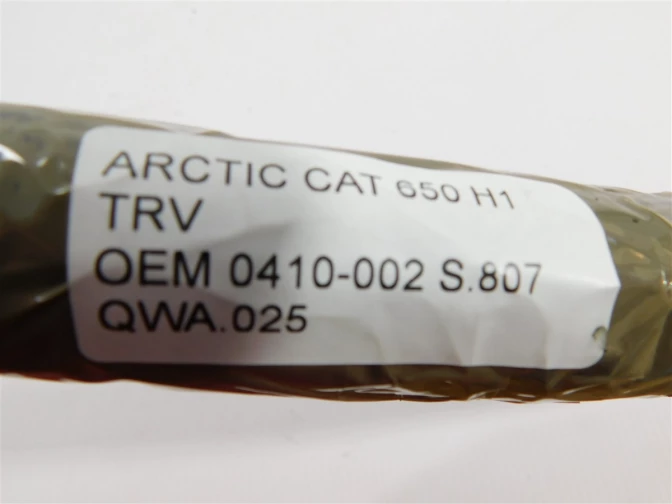 ARCTIC CAT 650 H1
TRV
OEM 0410-002 S.807
QWA.025